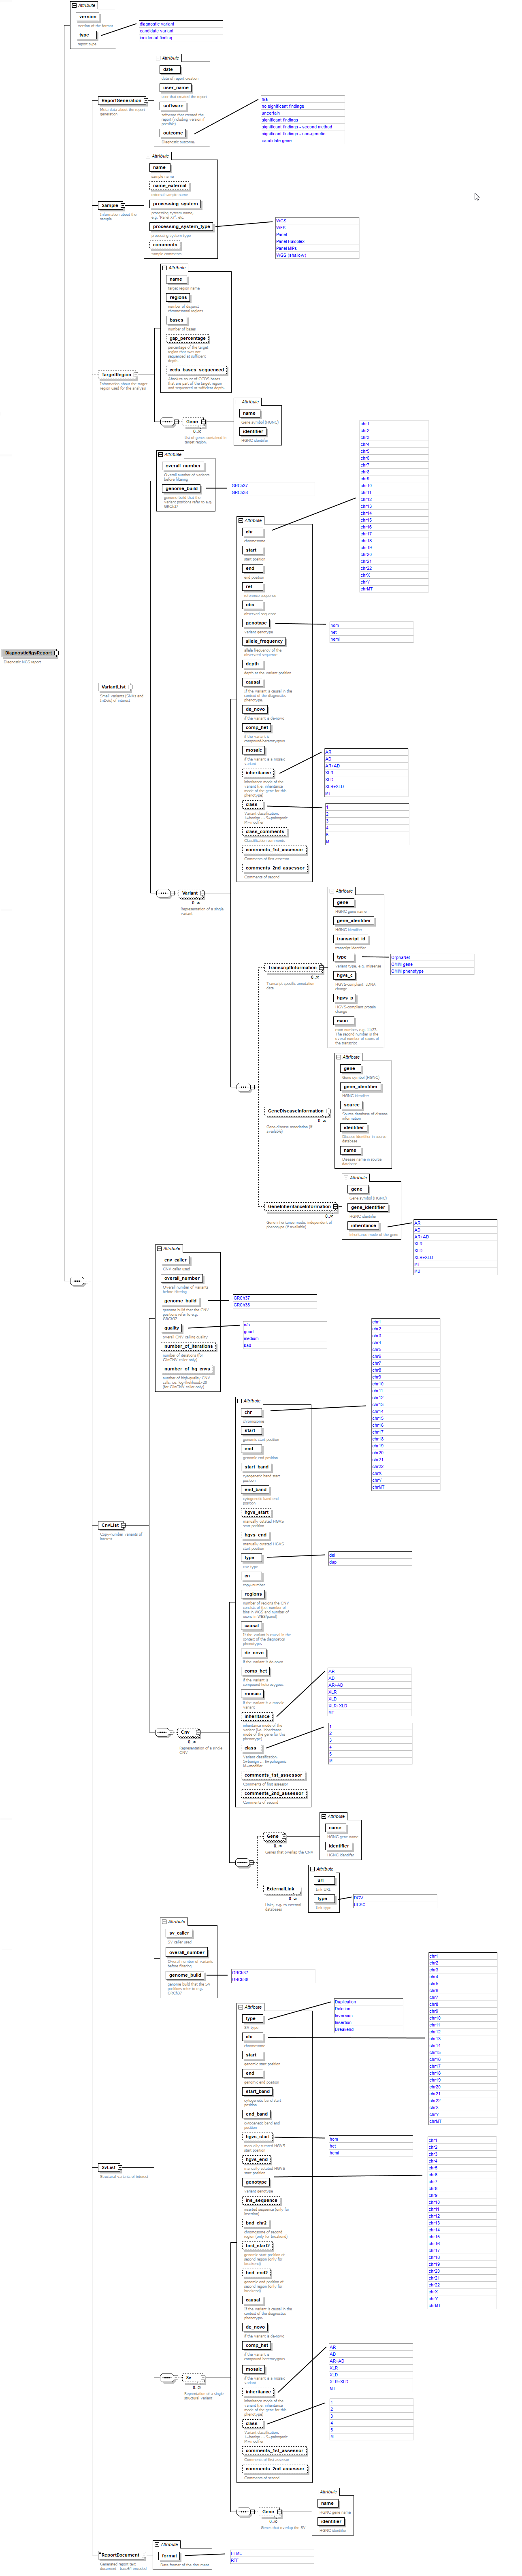 Attribute
version
version of the format
type
report type
diagnostic variant
candidate variant
incidental finding
Attribute
date
date of report creation
user_name
user that created the report
software
software that created the report (including version if possible)
outcome
Diagnostic outcome.
n/a
no significant findings
uncertain
significant findings
significant findings - second method
significant findings - non-genetic
candidate gene
ReportGeneration
Meta data about the report generation
Attribute
name
sample name
name_external
external sample name
processing_system
processing system name, e.g. 'Panel-XY', etc.
processing_system_type
processing system type
comments
sample comments
WGS
WES
Panel
Panel Haloplex
Panel MIPs
WGS (shallow)
Sample
Information about the sample
Attribute
name
target region name
regions
number of disjoint chromosomal regions
bases
number of bases
gap_percentage
percentage of the target region that was not sequenced at sufficient depth.
ccds_bases_sequenced
Absolute count of CCDS bases that are part of the target region and sequenced at sufficient depth.
TargetRegion
Information about the target region used for the analysis
Gene
0..∞
List of genes contained in target region.
Attribute
name
Gene symbol (HGNC)
identifier
HGNC identifier
Attribute
overall_number
Overall number of variants before filtering
genome_build
genome build that the variant positions refer to e.g. GRCh37
GRCh37
GRCh38
Attribute
chr
chromosome
start
start position
end
end position
ref
reference sequence
obs
observed sequence
genotype
variant genotype
allele_frequency
allele frequency of the observed sequence
depth
depth at the variant position
causal
If the variant is causal in the context of the diagnostics phenotype.
de_novo
if the variant is de-novo
comp_het
if the variant is compound-heterozygous
mosaic
If the variant is a mosaic variant
inheritance
Inheritance mode of the variant (i.e. inheritance mode of the gene for this phenotype)
class
Variant classification. 1=benign ... 5=pathogenic M=modifier
class_comments
Classification comments
comments_1st_assessor
Comments of first assessor
comments_2nd_assessor
Comments of second
chr1
chr2
chr3
chr4
chr5
chr6
chr7
chr8
chr9
chr10
chr11
chr12
chr13
chr14
chr15
chr16
chr17
chr18
chr19
chr20
chr21
chr22
chrX
chrY
chrMT
hom
het
hemi
AR
AD
AR+AD
XLR
XLD
XLR+XLD
MT
1
2
3
4
5
M
DiagnosticNgsReport
Diagnostic NGS report
VariantList
Small variants (SNVs and InDels) of interest
Variant
0..∞
Representation of a single variant
Attribute
gene
HGNC gene name
gene_identifier
HGNC identifier
transcript_id
transcript identifier
type
variant type, e.g. missense
hgvs_c
HGVS-compliant cDNA change
hgvs_p
HGVS-compliant protein change
exon
exon number, e.g. 11/27. The second number is the overal number of exons of the transcript.
Orphanet
OMIM gene
OMIM phenotype
TranscriptInformation
0..∞
Transcript-specific annotation data
Attribute
gene
Gene symbol (HGNC)
gene_identifier
HGNC identifier
source
Source database of disease information
identifier
Disease identifier in source database
name
Disease name in source database
GeneDiseaseInformation
0..∞
Gene-disease association (if available)
Attribute
gene
Gene symbol (HGNC)
gene_identifier
HGNC identifier
inheritance
Inheritance mode of the gene
GeneInheritanceInformation
0..∞
Gene inheritance mode, independent of phenotype (if available).
AR
AD
AR+AD
XLR
XLD
XLR+XLD
MT
MU
Attribute
cnv_caller
CNV caller used
overall_number
Overall number of variants before filtering
genome_build
genome build that the CNV positions refer to e.g. GRCh37
quality
overall CNV calling quality
number_of_iterations
number of iterations (for ClinCNV caller only)
number_of_hq_cnvs
number of high-quality CNV calls, i.e. log-likelihood≥20 (for ClinCNV caller only)
GRCh37
GRCh38
n/a
good
medium
bad
Attribute
chr
chromosome
start
genomic start position
end
genomic end position
start_band
cytogenetic band start position
end_band
cytogenetic band end position
hgvs_start
manually curated HGVS start position
hgvs_end
manually curated HGVS start position
type
cnv type
cn
copy-number
regions
number of regions the CNV consists of (i.e. number of bins in WGS and number of exons in WES/panel)
causal
If the variant is causal in the context of the diagnostics phenotype.
de_novo
if the variant is de-novo
comp_het
if the variant is compound-heterozygous
mosaic
if the variant is a mosaic variant
inheritance
Inheritance mode of the variant (i.e. inheritance mode of the gene for this phenotype)
class
Variant classification. 1=benign ... 5=pathogenic M=modifier
comments_1st_assessor
Comments of first assessor
comments_2nd_assessor
Comments of second
chr1
chr2
chr3
chr4
chr5
chr6
chr7
chr8
chr9
chr10
chr11
chr12
chr13
chr14
chr15
chr16
chr17
chr18
chr19
chr20
chr21
chr22
chrX
chrY
chrMT
del
dup
AR
AD
AR+AD
XLR
XLD
XLR+XLD
MT
1
2
3
4
5
M
CnvList
Copy-number variants of interest
Cnv
0..∞
Representation of a single CNV
Gene
0..∞
Genes that overlap the CNV
Attribute
name
HGNC gene name
identifier
HGNC identifier
ExternalLink
0..∞
Links, e.g. to external databases
Attribute
url
Link URL
type
Link type
DGV
UCSC
Attribute
sv_caller
SV caller used
overall_number
Overall number of variants before filtering
genome_build
genome build that the SV positions refer to e.g. GRCh37
GRCh37
GRCh38
Attribute
type
SV type
chr
chromosome
start
genomic start position
end
genomic end position
start_band
cytogenetic band start position
end_band
cytogenetic band end position
hgvs_start
manually curated HGVS start position
hgvs_end
manually curated HGVS start position
genotype
variant genotype
ins_sequence
inserted sequence (only for insertion)
bnd_chr2
chromosome of second region (only for breakend)
bnd_start2
genomic start position of second region (only for breakend)
bnd_end2
genomic end position of second region (only for breakend)
causal
If the variant is causal in the context of the diagnostics phenotype.
de_novo
if the variant is de-novo
comp_het
if the variant is compound-heterozygous
mosaic
if the variant is a mosaic variant
inheritance
Inheritance mode of the variant (i.e. inheritance mode of the gene for this phenotype)
class
Variant classification. 1=benign ... 5=pathogenic M=modifier
comments_1st_assessor
Comments of first assessor
comments_2nd_assessor
Comments of second
Duplication
Deletion
Inversion
Insertion
Breakend
chr1
chr2
chr3
chr4
chr5
chr6
chr7
chr8
chr9
chr10
chr11
chr12
chr13
chr14
chr15
chr16
chr17
chr18
chr19
chr20
chr21
chr22
chrX
chrY
chrMT
hom
het
hemi
chr1
chr2
chr3
chr4
chr5
chr6
chr7
chr8
chr9
chr10
chr11
chr12
chr13
chr14
chr15
chr16
chr17
chr18
chr19
chr20
chr21
chr22
chrX
chrY
chrMT
AR
AD
AR+AD
XLR
XLD
XLR+XLD
MT
1
2
3
4
5
M
SvList
Structural variants of interest
Sv
0..∞
Representation of a single structural variant
Gene
0..∞
Genes that overlap the SV
Attribute
name
HGNC gene name
identifier
HGNC identifier
ReportDocument
Generated report text document - base64 encoded
Attribute
format
Data format of the document
HTML
RTF